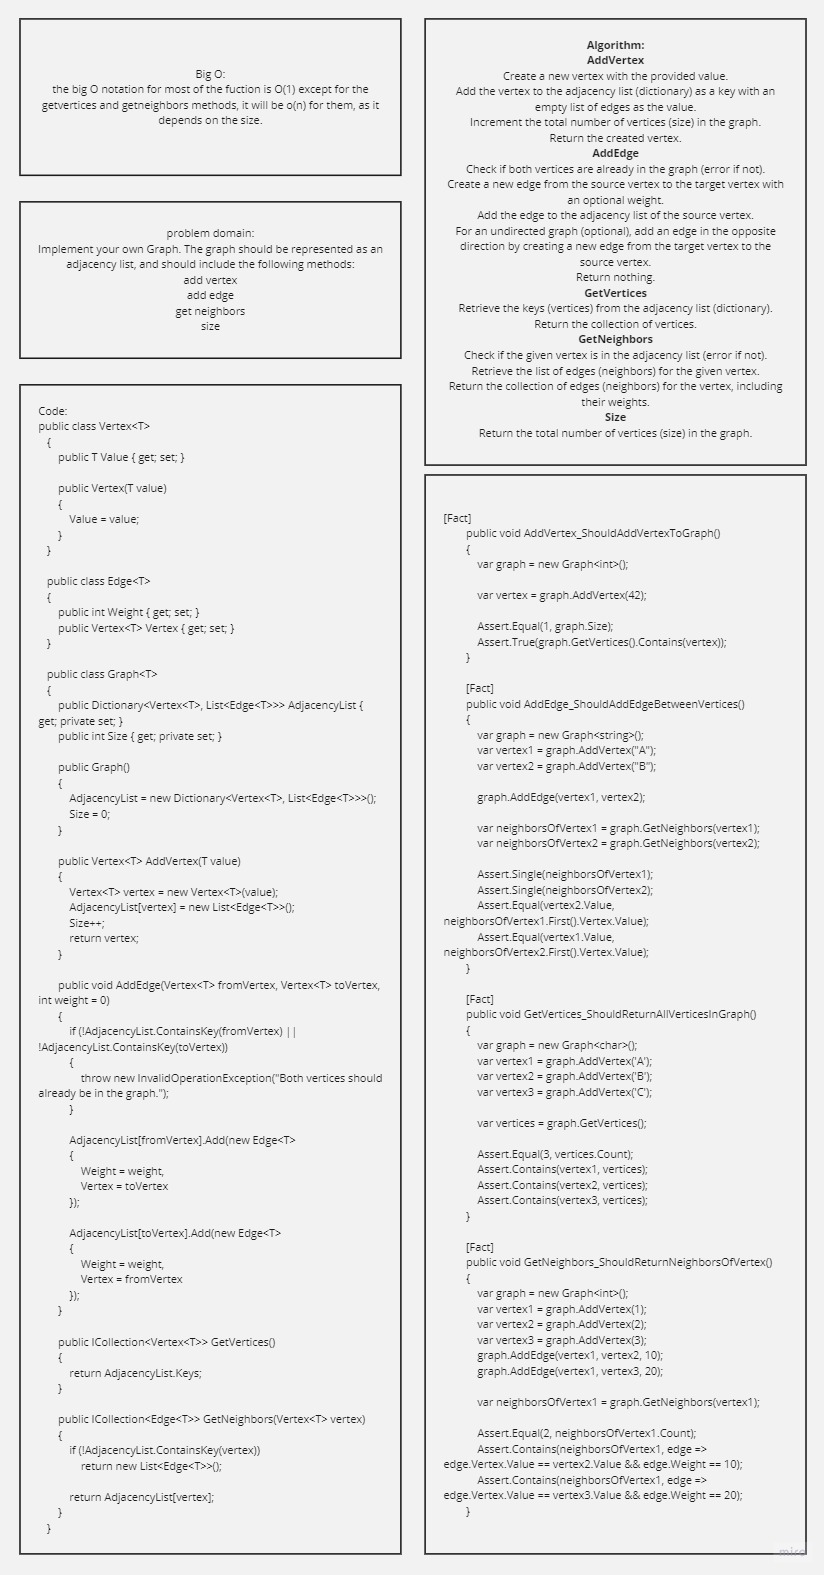 Big O:
the big O notation for most of the fuction is O(1) except for the
getvertices and getneighbors methods, it will be o(n) for them, as it
depends on the size.
problem domain:
Implement your own Graph. The graph should be represented as an
adjacency list, and should include the following methods:
add vertex
add edge
get neighbors
size
Code:
public class Vertex<T>
{
public T Value { get; set; }
public Vertex(T value)
{
Value = value;
}
}
public class Edge<T>
{
public int Weight { get; set; }
public Vertex<T> Vertex { get; set; }
}
public class Graph<T>
{
public Dictionary<Vertex<T>, List<Edge<T>>> AdjacencyList {
get; private set; }
public int Size { get; private set; }
public Graph()
{
AdjacencyList = new Dictionary<Vertex<T>, List<Edge<T>>>();
Size = 0;
}
public Vertex<T> AddVertex(T value)
{
Vertex<T> vertex = new Vertex<T>(value);
AdjacencyList[vertex] = new List<Edge<T>>();
Size++;
return vertex;
}
public void AddEdge(Vertex<T> fromVertex, Vertex<T> toVertex,
int weight = 0)
{
if (!AdjacencyList.ContainsKey(fromVertex) ||
!AdjacencyList.ContainsKey(toVertex))
{
throw new InvalidOperationException("Both vertices should
already be in the graph.");
}
AdjacencyList[fromVertex].Add(new Edge<T>
{
Weight = weight,
Vertex = toVertex
});
AdjacencyList[toVertex].Add(new Edge<T>
{
Weight = weight,
Vertex = fromVertex
});
}
public ICollection<Vertex<T>> GetVertices()
{
return AdjacencyList.Keys;
}
public ICollection<Edge<T>> GetNeighbors(Vertex<T> vertex)
{
if (!AdjacencyList.ContainsKey(vertex))
return new List<Edge<T>>();
return AdjacencyList[vertex];
}
}
Algorithm:
AddVertex
Create a new vertex with the provided value.
Add the vertex to the adjacency list (dictionary) as a key with an
empty list of edges as the value.
Increment the total number of vertices (size) in the graph.
Return the created vertex.
AddEdge
Check if both vertices are already in the graph (error if not).
Create a new edge from the source vertex to the target vertex with
an optional weight.
Add the edge to the adjacency list of the source vertex.
For an undirected graph (optional), add an edge in the opposite
direction by creating a new edge from the target vertex to the
source vertex.
Return nothing.
GetVertices
Retrieve the keys (vertices) from the adjacency list (dictionary).
Return the collection of vertices.
GetNeighbors
Check if the given vertex is in the adjacency list (error if not).
Retrieve the list of edges (neighbors) for the given vertex.
Return the collection of edges (neighbors) for the vertex, including
their weights.
Size
Return the total number of vertices (size) in the graph.
[Fact]
public void AddVertex_ShouldAddVertexToGraph()
{
var graph = new Graph<int>();
var vertex = graph.AddVertex(42);
Assert.Equal(1, graph.Size);
Assert.True(graph.GetVertices().Contains(vertex));
}
[Fact]
public void AddEdge_ShouldAddEdgeBetweenVertices()
{
var graph = new Graph<string>();
var vertex1 = graph.AddVertex("A");
var vertex2 = graph.AddVertex("B");
graph.AddEdge(vertex1, vertex2);
var neighborsOfVertex1 = graph.GetNeighbors(vertex1);
var neighborsOfVertex2 = graph.GetNeighbors(vertex2);
Assert.Single(neighborsOfVertex1);
Assert.Single(neighborsOfVertex2);
Assert.Equal(vertex2.Value,
neighborsOfVertex1.First().Vertex.Value);
Assert.Equal(vertex1.Value,
neighborsOfVertex2.First().Vertex.Value);
}
[Fact]
public void GetVertices_ShouldReturnAllVerticesInGraph()
{
var graph = new Graph<char>();
var vertex1 = graph.AddVertex('A');
var vertex2 = graph.AddVertex('B');
var vertex3 = graph.AddVertex('C');
var vertices = graph.GetVertices();
Assert.Equal(3, vertices.Count);
Assert.Contains(vertex1, vertices);
Assert.Contains(vertex2, vertices);
Assert.Contains(vertex3, vertices);
}
[Fact]
public void GetNeighbors_ShouldReturnNeighborsOfVertex()
{
var graph = new Graph<int>();
var vertex1 = graph.AddVertex(1);
var vertex2 = graph.AddVertex(2);
var vertex3 = graph.AddVertex(3);
graph.AddEdge(vertex1, vertex2, 10);
graph.AddEdge(vertex1, vertex3, 20);
var neighborsOfVertex1 = graph.GetNeighbors(vertex1);
Assert.Equal(2, neighborsOfVertex1.Count);
Assert.Contains(neighborsOfVertex1, edge =>
edge.Vertex.Value == vertex2.Value && edge.Weight == 10);
Assert.Contains(neighborsOfVertex1, edge =>
edge.Vertex.Value == vertex3.Value && edge.Weight == 20);
}
miro